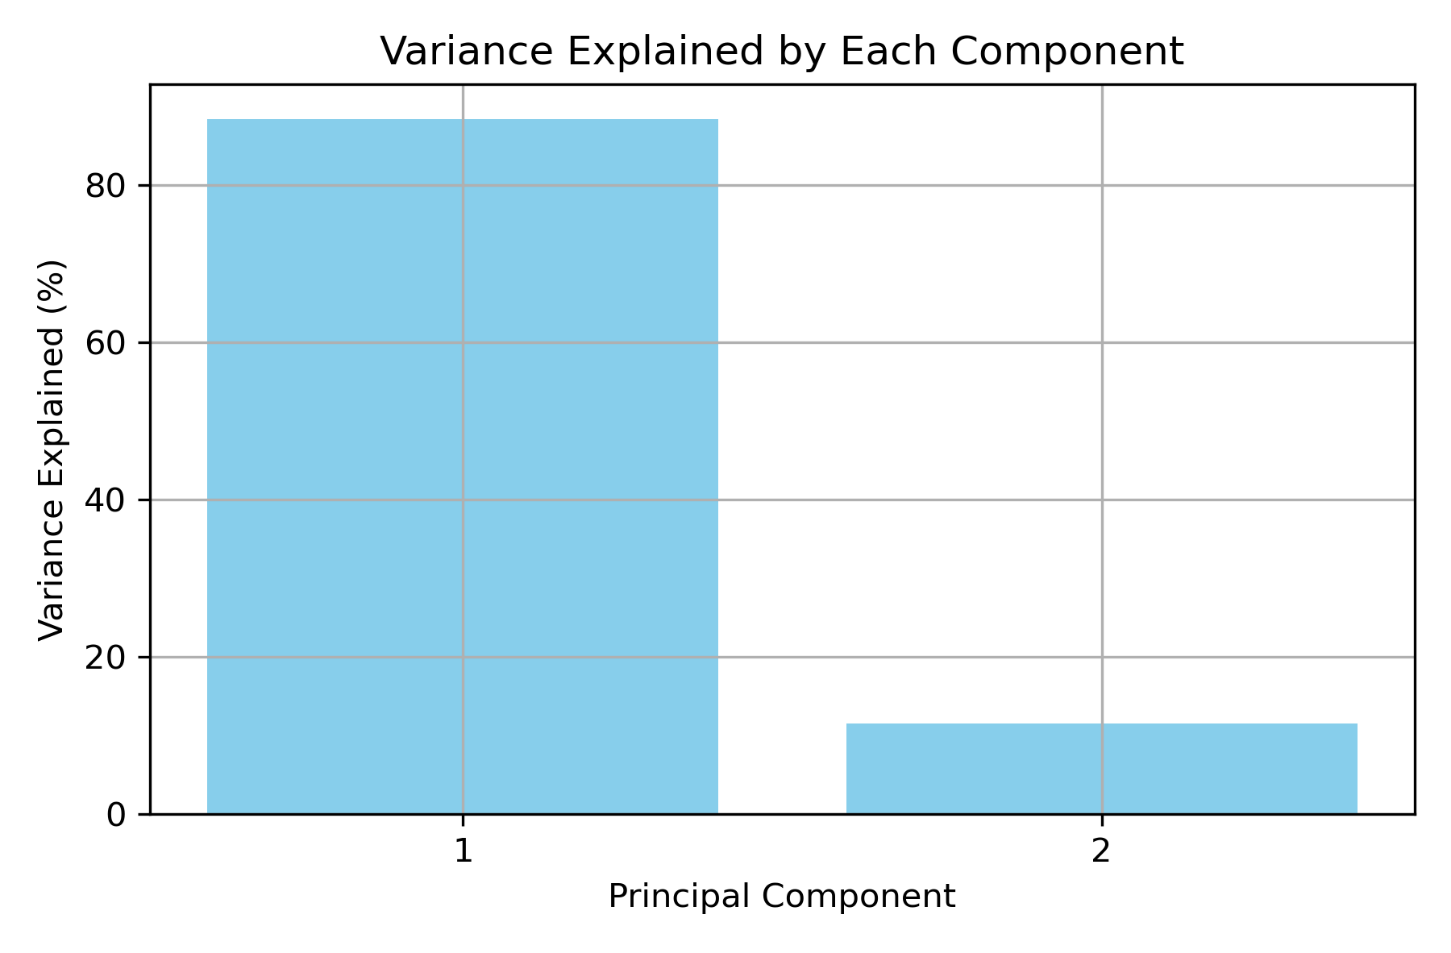 Variance Explained by Each Component
Variance Explained (%)
80
60
40
20
0
1
2
Principal Component